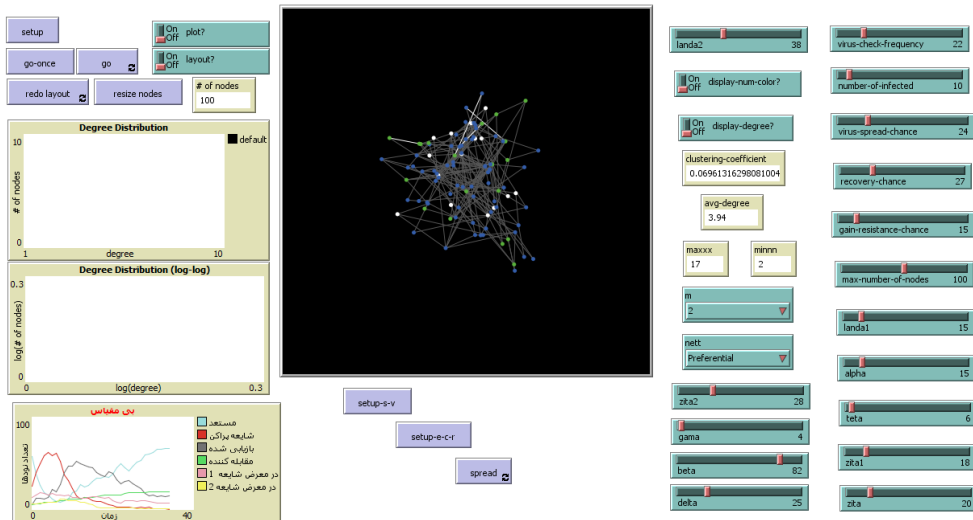 setup
On
Off
plot?
go-once
go
On
Off
layout?
redo layout
resize nodes
# of nodes
100
Degree Distribution
10
# of nodes
0
1
degree
10
default
Degree Distribution (log-log)
0.3
log(# of nodes)
0
0
log(degree)
0.3
بی مقیاس
100
تعداد نودها
0
0
زمان
40
مستعد
شایعه پراکن
بازیابی شده
مقابله کننده
در معرض شایعه 1
در معرض شایعه 2
setup-s-v
setup-e-c-r
spread
landa2 38
On
Off
display-num-color?
On
Off
display-degree?
clustering-coefficient
0.06961316298081004
avg-degree
3.94
maxxx
17
minnn
2
m
2
nett
Preferential
zita2 28
gama 4
beta 82
delta 25
virus-check-frequency 22
number-of-infected 10
virus-spread-chance 24
recovery-chance 27
gain-resistance-chance 15
max-number-of-nodes 100
landa1 15
alpha 15
teta 6
zita1 18
zita 20